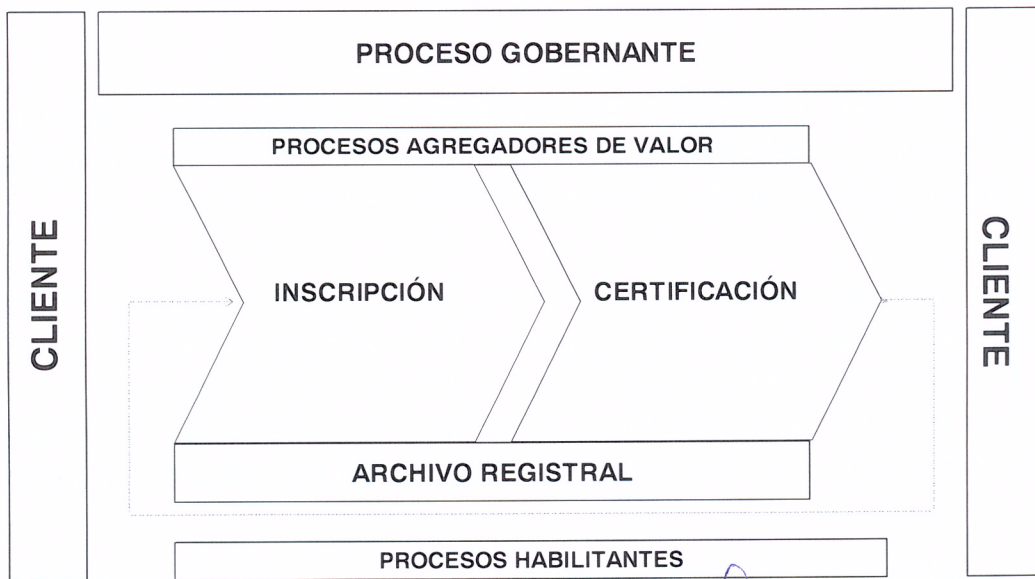 PROCESO GOBERNANTE
CLIENTE
PROCESOS AGREGADORES DE VALOR
INSCRIPCIÓN
CERTIFICACIÓN
CLIENTE
ARCHIVO REGISTRAL
PROCESOS HABILITANTES